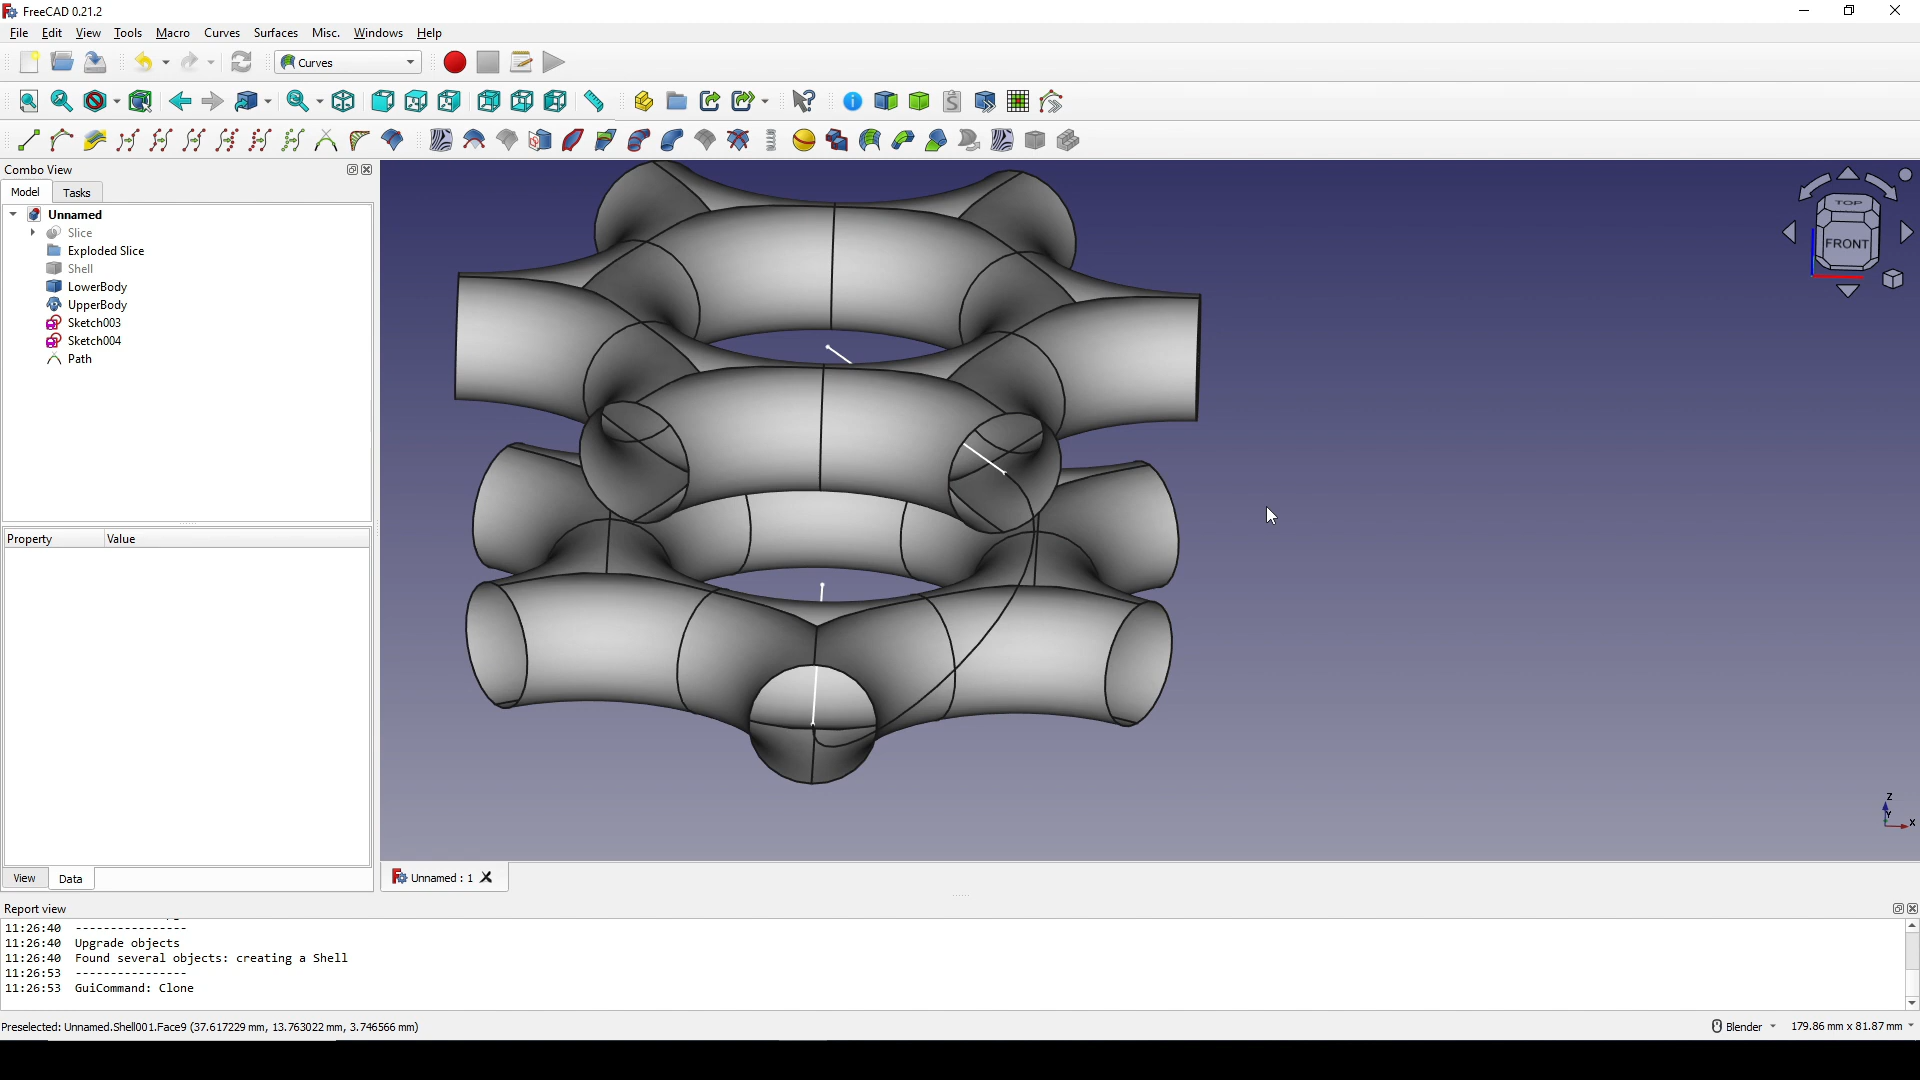 FreeCAD 0.21.2
File Edit View Tools Macro Curves Surfaces Misc. Windows Help
Curves
Combo View
Model Tasks
Unnamed
Slice
Exploded Slice
Shell
LowerBody
UpperBody
Sketch003
Sketch004
Path
Property Value
View Data
TOP
FRONT
Z
Y
X
Unnamed : 1
Report view
11:26:40 ----------------
11:26:40 Upgrade objects
11:26:40 Found several objects: creating a Shell
11:26:53 ----------------
11:26:53 GuiCommand: Clone
Preselected: Unnamed.Shell001.Face9 (37.617229 mm, 13.763022 mm, 3.746566 mm)
Blender 179.86 mm x 81.87 mm